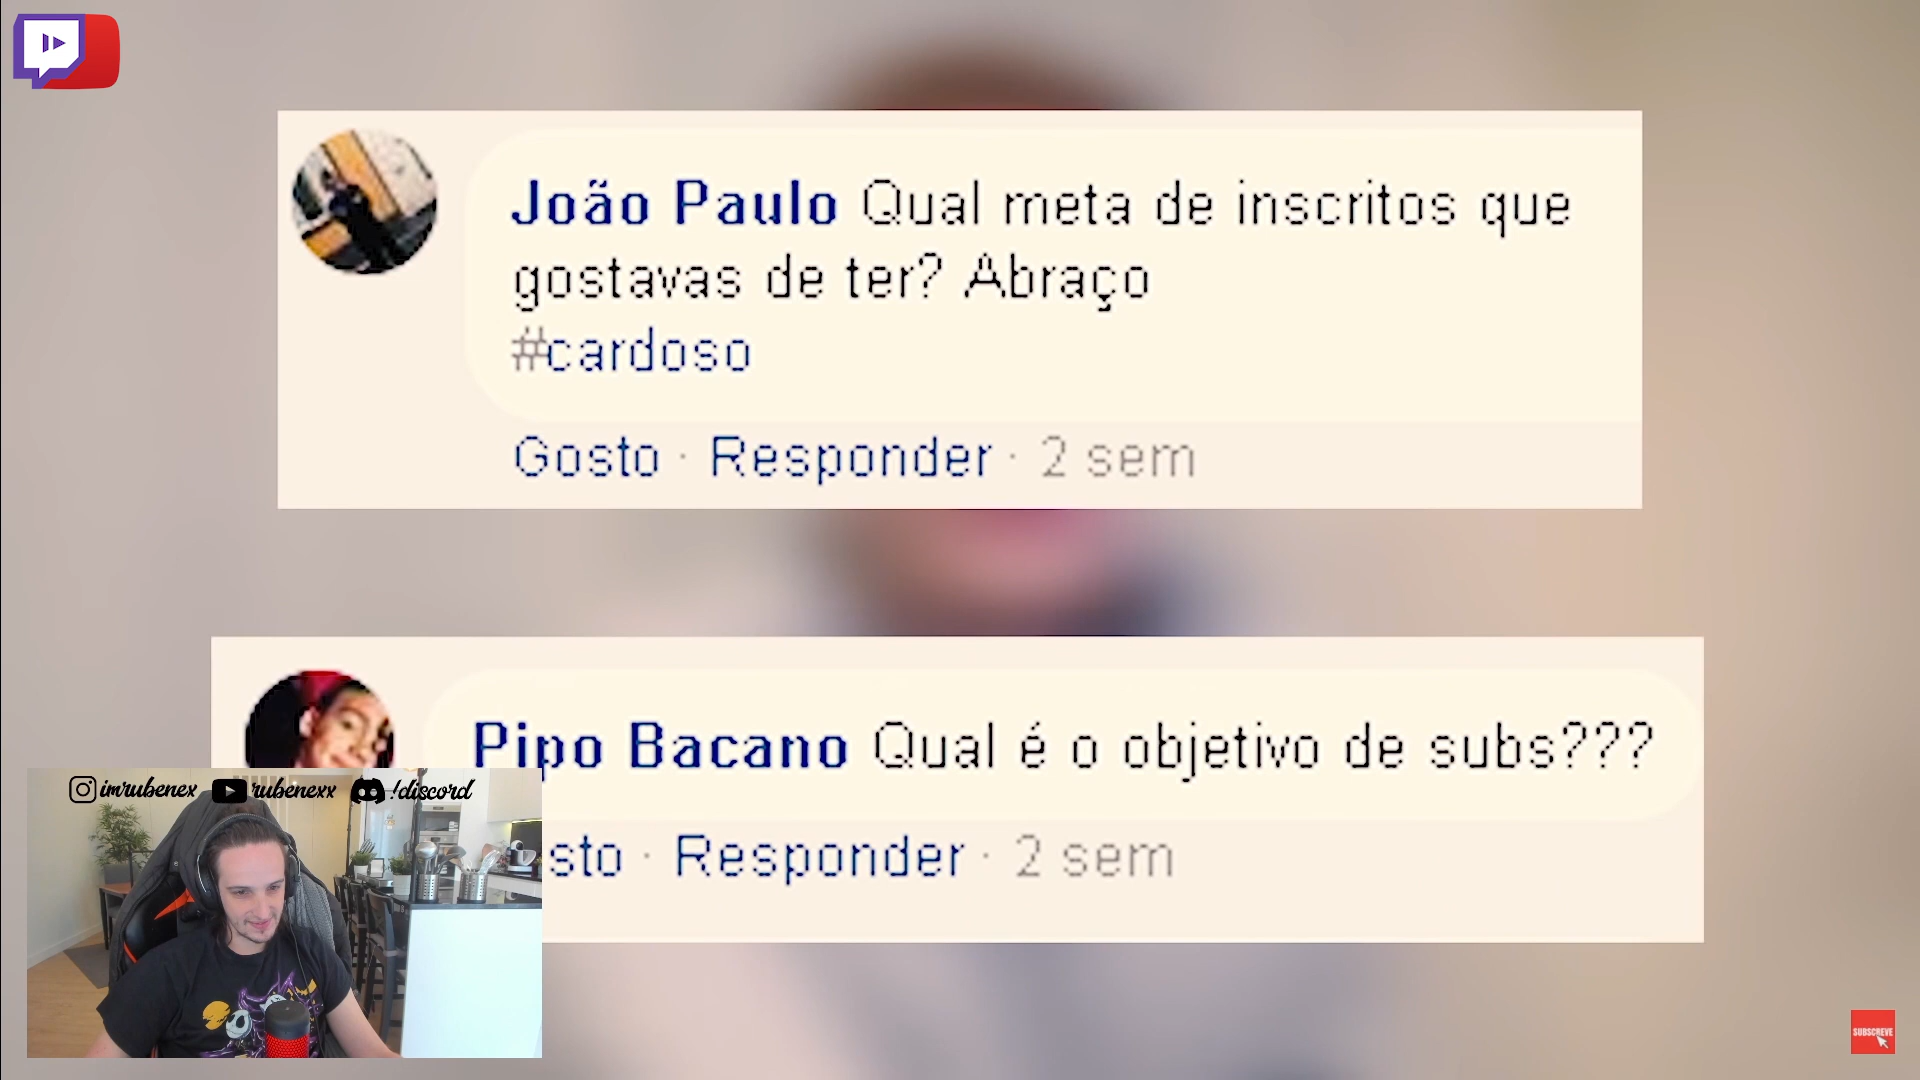 João Paulo Qual meta de inscritos que
gostavas de ter? Abraço
#cardoso
Gosto · Responder · 2 sem
Pipo Bacano Qual é o objetivo de subs???
sto · Responder · 2 sem
imrubenex rubenexx !discord
SUBSCREVE